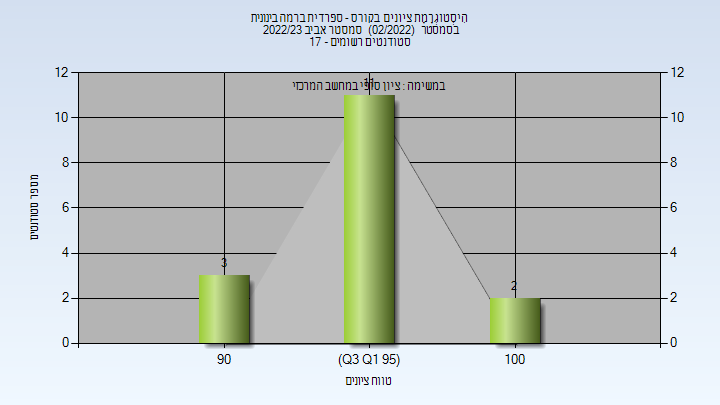 היסטוגרמת ציונים בקורס - ספרדית ברמה בינונית
בסמסטר (02/2022) סמסטר אביב 2022/23
סטודנטים רשומים - 17
במשימה : ציון סופי במחשב המרכזי
מספר סטודנטים
12
10
8
6
4
2
0
12
10
8
6
4
2
0
3
11
2
90
(Q3 Q1 95)
100
טווח ציונים